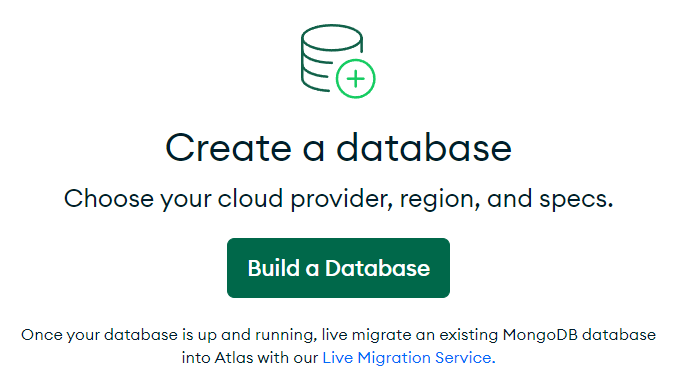 Create a database
Choose your cloud provider, region, and specs.
Build a Database
Once your database is up and running, live migrate an existing MongoDB database
into Atlas with our Live Migration Service.